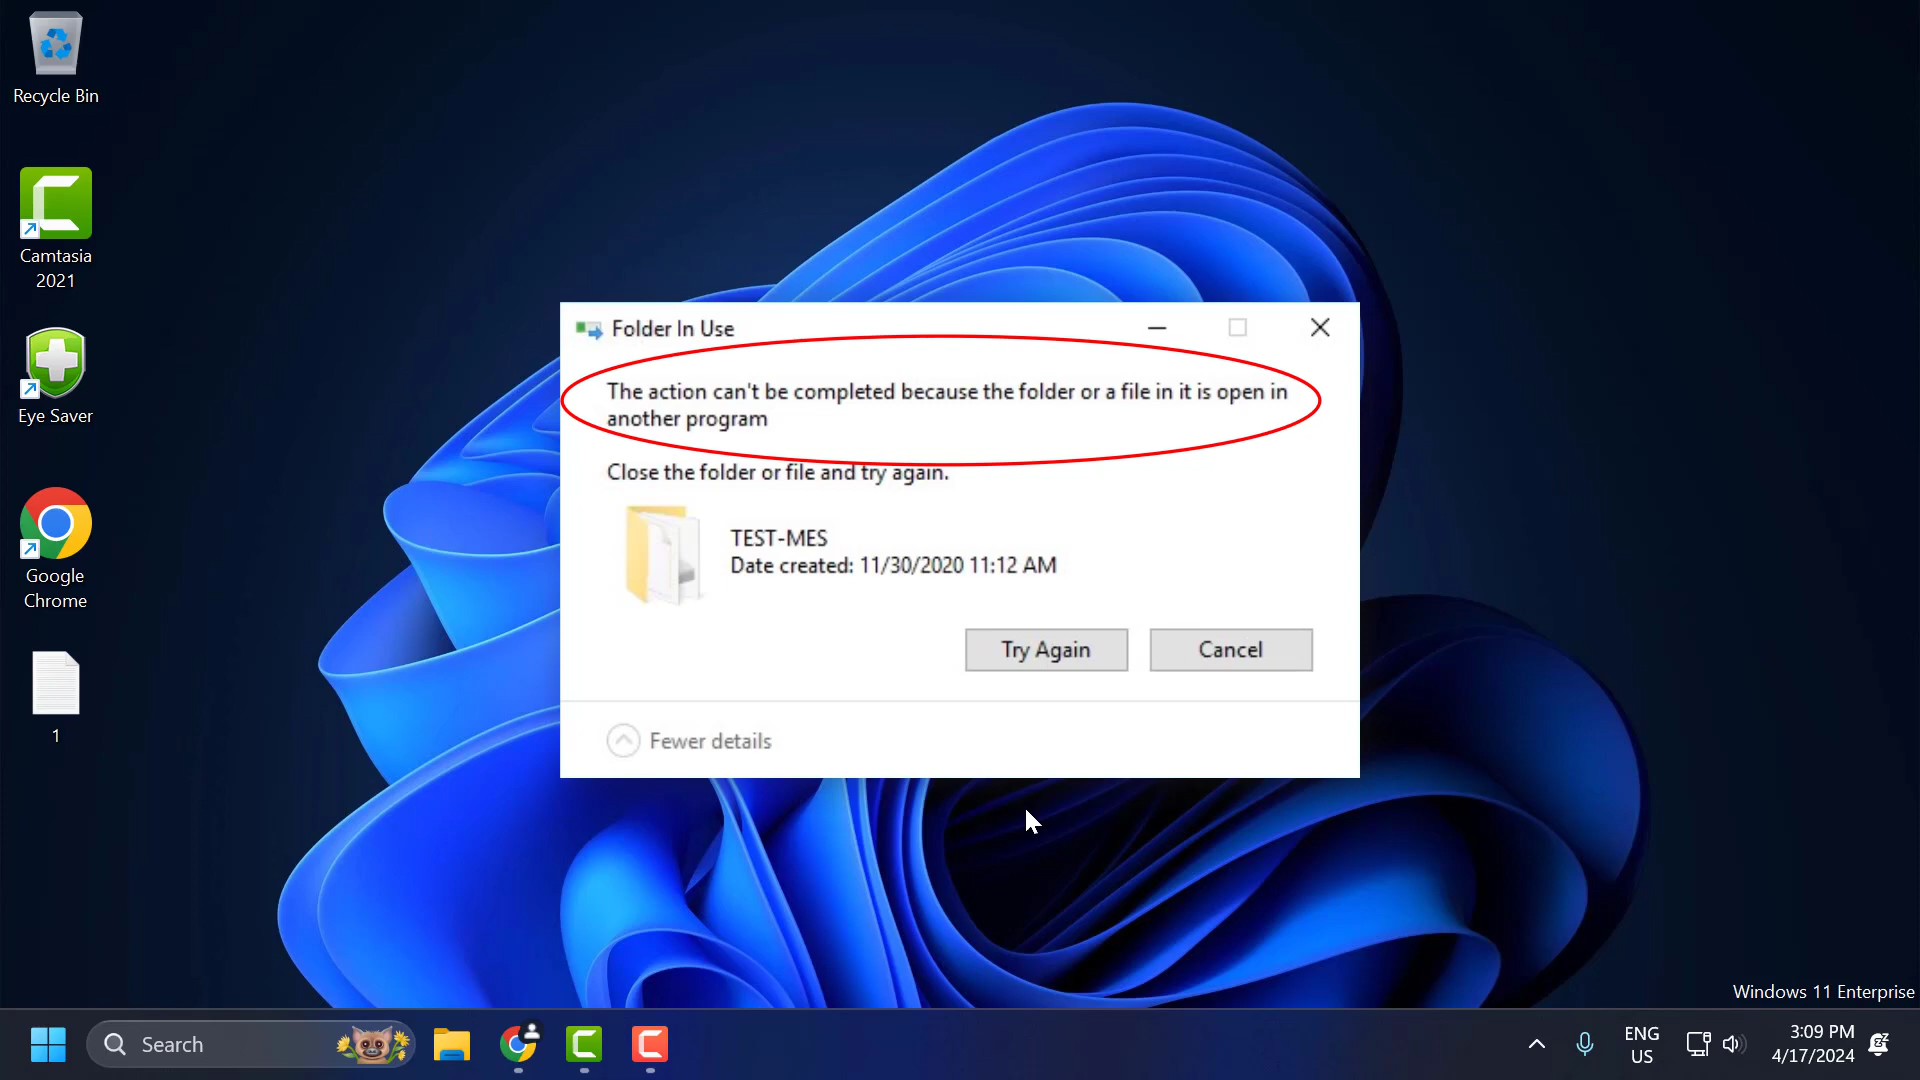 Recycle Bin
Camtasia
2021
Eye Saver
Google
Chrome
1
Folder In Use
The action can't be completed because the folder or a file in it is open in
another program
Close the folder or file and try again.
TEST-MES
Date created: 11/30/2020 11:12 AM
Try Again
Cancel
Fewer details
Windows 11 Enterprise
Search
ENG
US
3:09 PM
4/17/2024